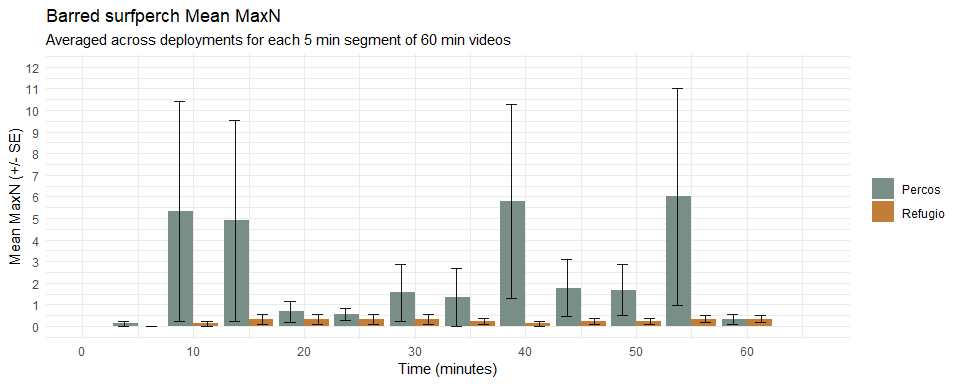 Barred surfperch Mean MaxN
Averaged across deployments for each 5 min segment of 60 min videos
Mean MaxN (+/- SE)
12
11
10
9
8
7
6
5
4
3
2
1
0
0 10 20 30 40 50 60
Time (minutes)
Percos
Refugio